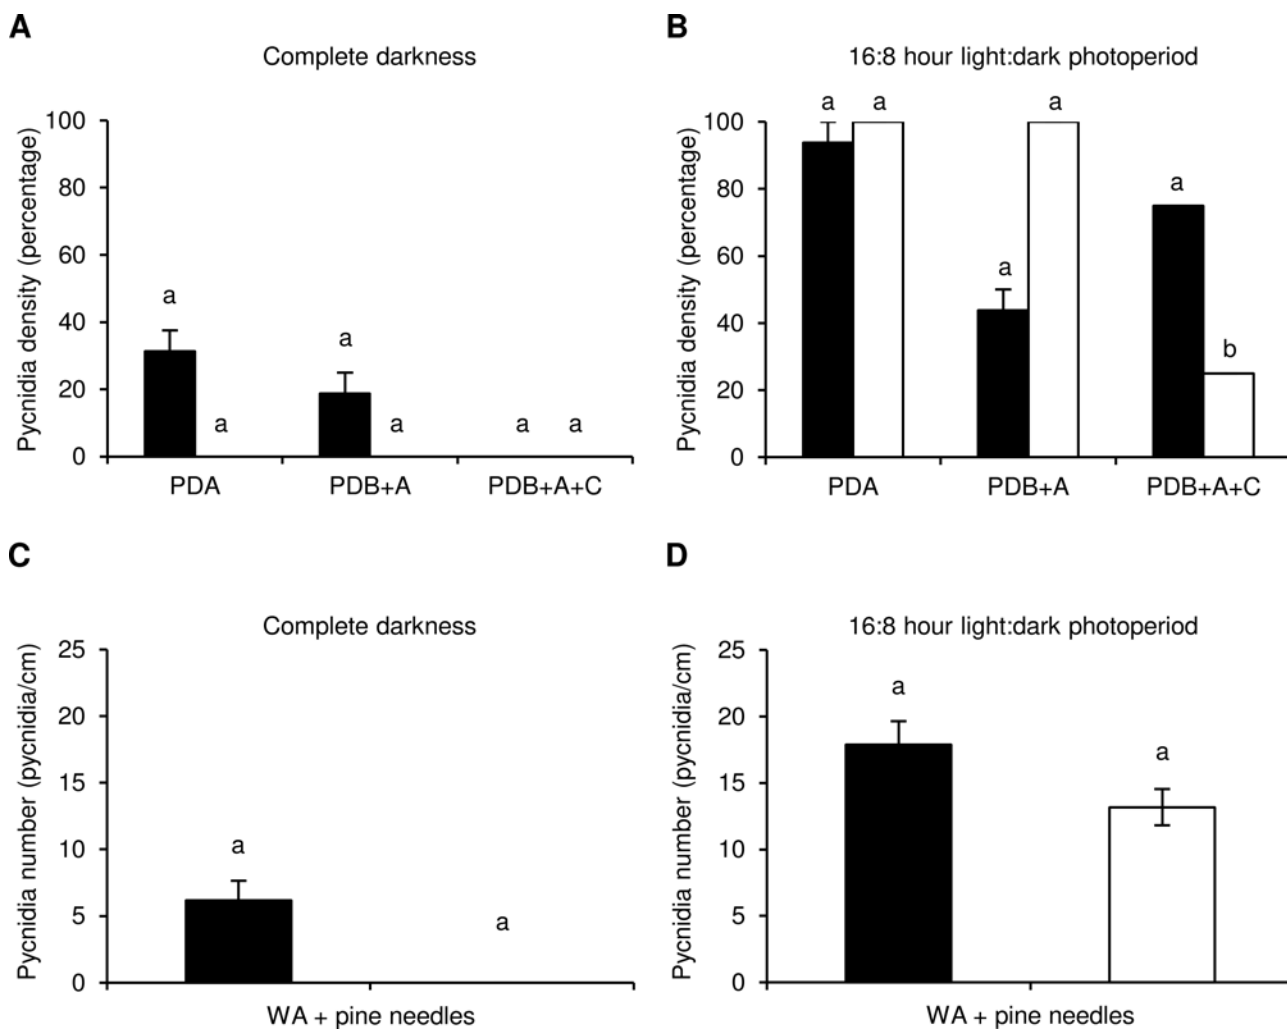 A
Complete darkness
Pycnidia density (percentage)
100
80
60
40
20
0
a
a
a
a
a
a
PDA
PDB+A
PDB+A+C
B
16:8 hour light:dark photoperiod
Pycnidia density (percentage)
100
80
60
40
20
0
a
a
a
a
a
b
PDA
PDB+A
PDB+A+C
C
Complete darkness
Pycnidia number (pycnidia/cm)
25
20
15
10
5
0
a
a
WA + pine needles
D
16:8 hour light:dark photoperiod
Pycnidia number (pycnidia/cm)
25
20
15
10
5
0
a
a
WA + pine needles